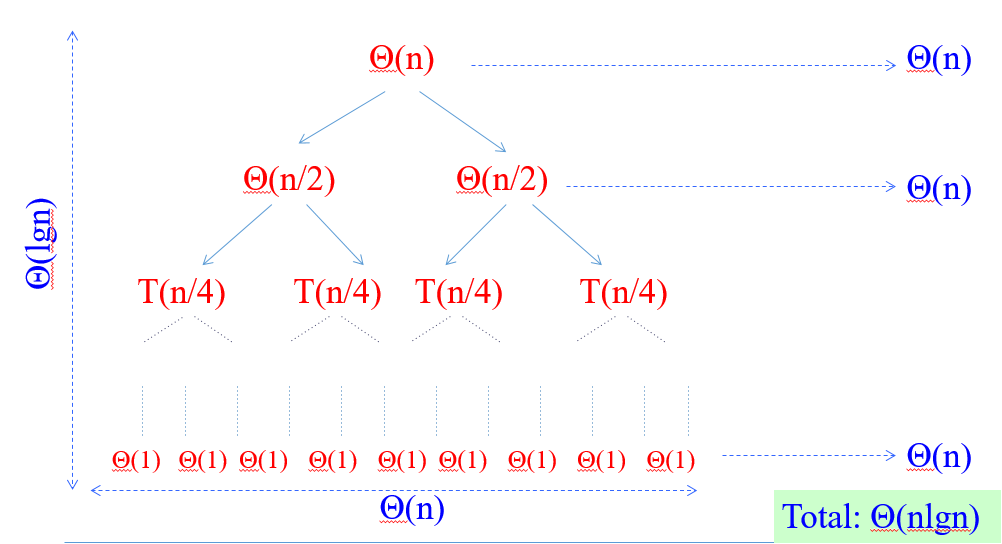 Θ(n) Θ(n)
Θ(n/2) Θ(n/2) Θ(n)
Θ(lgn)
T(n/4) T(n/4) T(n/4) T(n/4)
Θ(1) Θ(1) Θ(1) Θ(1) Θ(1) Θ(1) Θ(1) Θ(1) Θ(1) Θ(n)
Θ(n)
Total: Θ(nlgn)